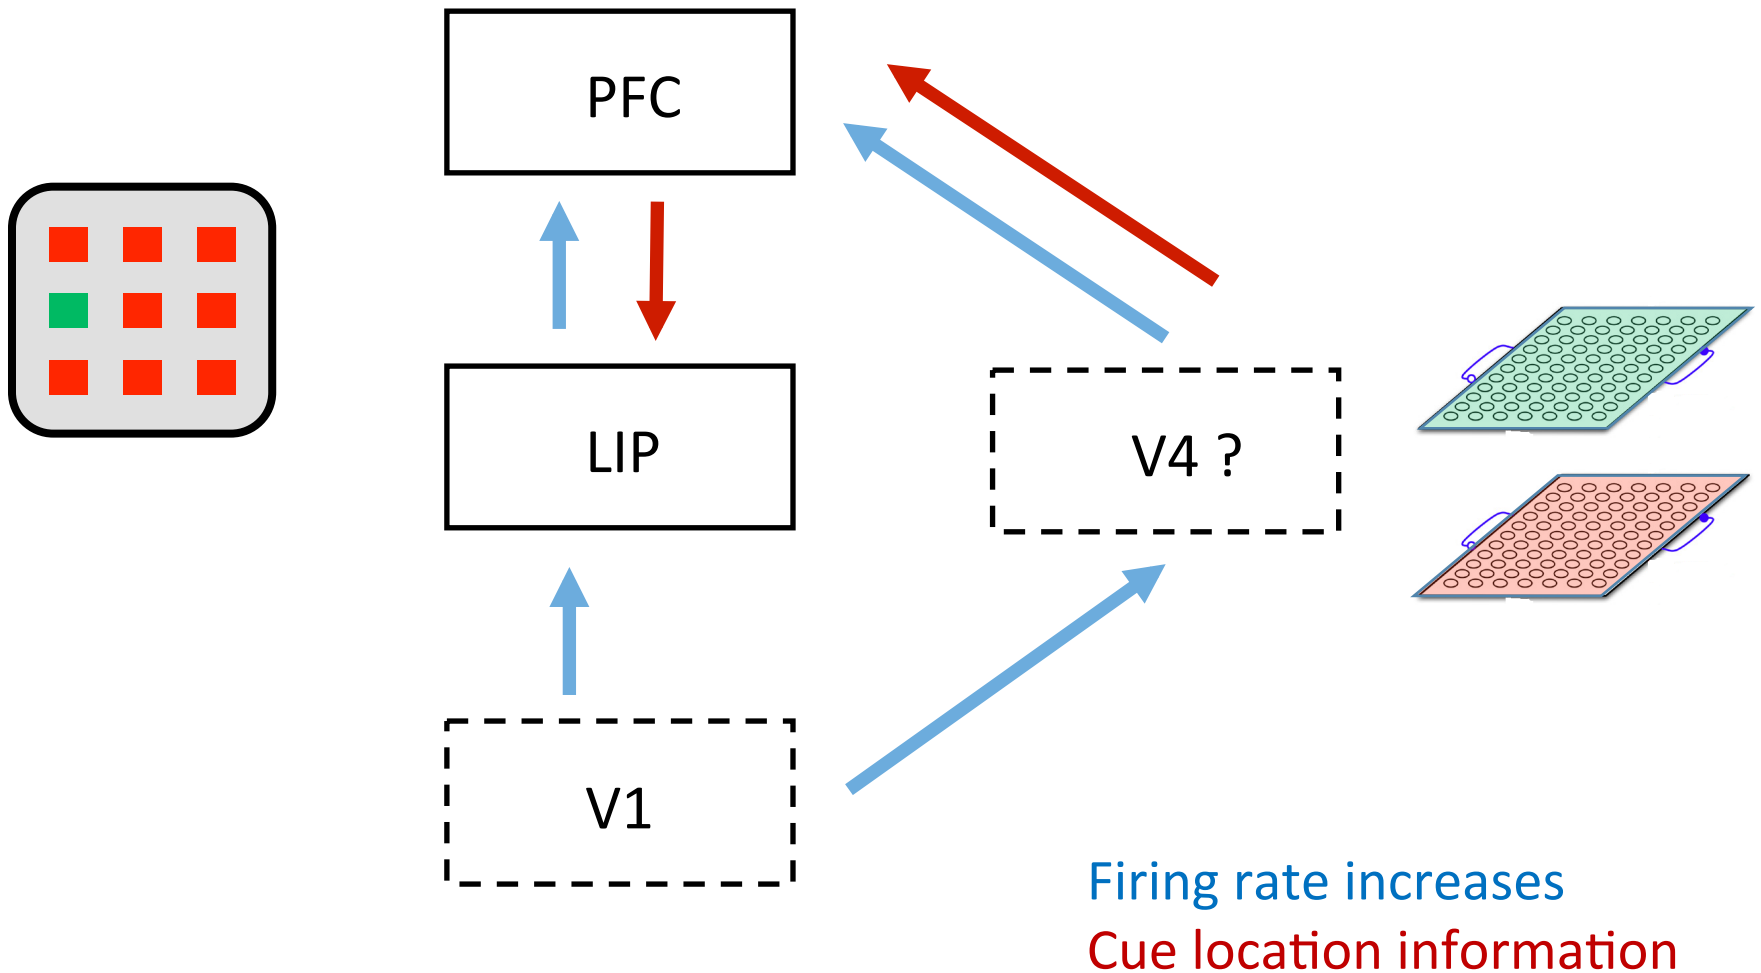 PFC
LIP
V4 ?
V1
Firing rate increases
Cue location information